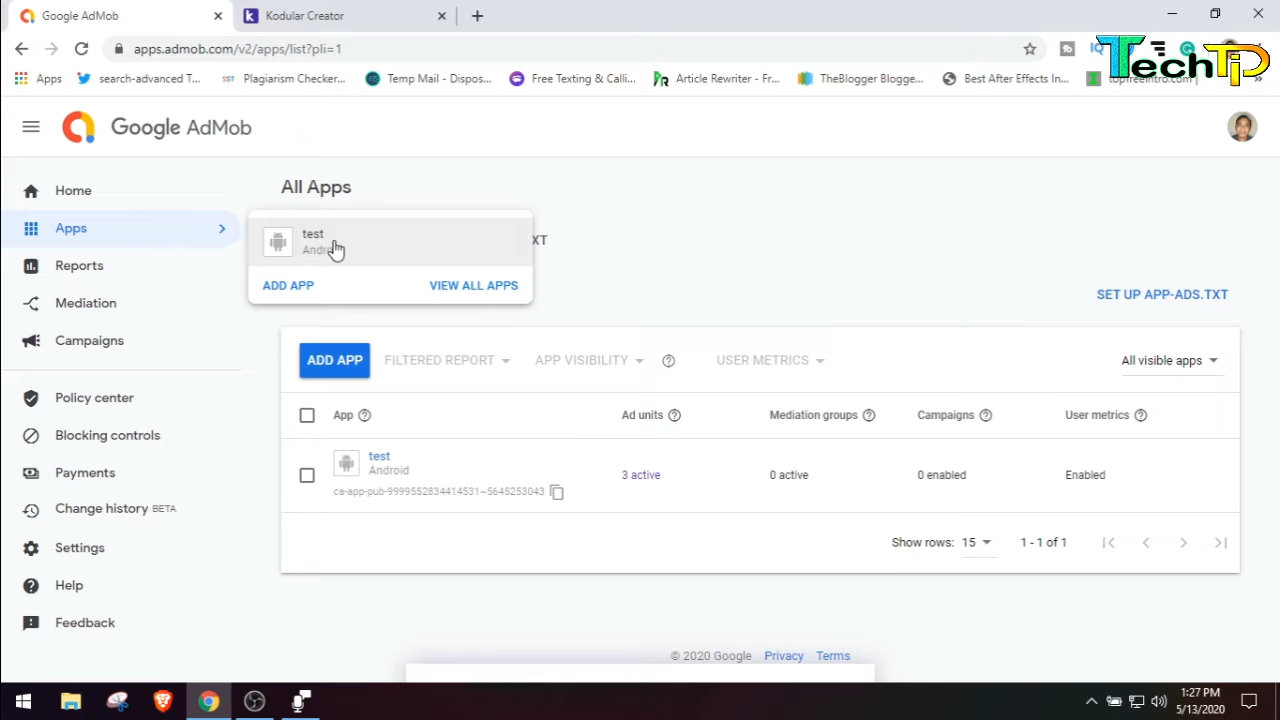 Google AdMob
Kodular Creator
apps.admob.com/v2/apps/list?pli=1
Apps
search-advanced T...
SST
Plagiarism Checker...
Temp Mail - Dispos...
Free Texting & Calli...
Article Rewriter - Fr...
TheBlogger Blogge...
Best After Effects In...
topfreeintro.com |
TechTip
Google AdMob
Home
Apps
Reports
Mediation
Campaigns
Policy center
Blocking controls
Payments
Change history BETA
Settings
Help
Feedback
All Apps
test
XT
ADD APP
VIEW ALL APPS
SET UP APP-ADS.TXT
ADD APP
FILTERED REPORT
APP VISIBILITY
USER METRICS
All visible apps
App
Ad units
Mediation groups
Campaigns
User metrics
test
Android
3 active
0 active
0 enabled
Enabled
ca-app-pub-9999552834414531~5645253043
Show rows: 15
1 - 1 of 1
© 2020 Google
Privacy
Terms
1:27 PM
5/13/2020